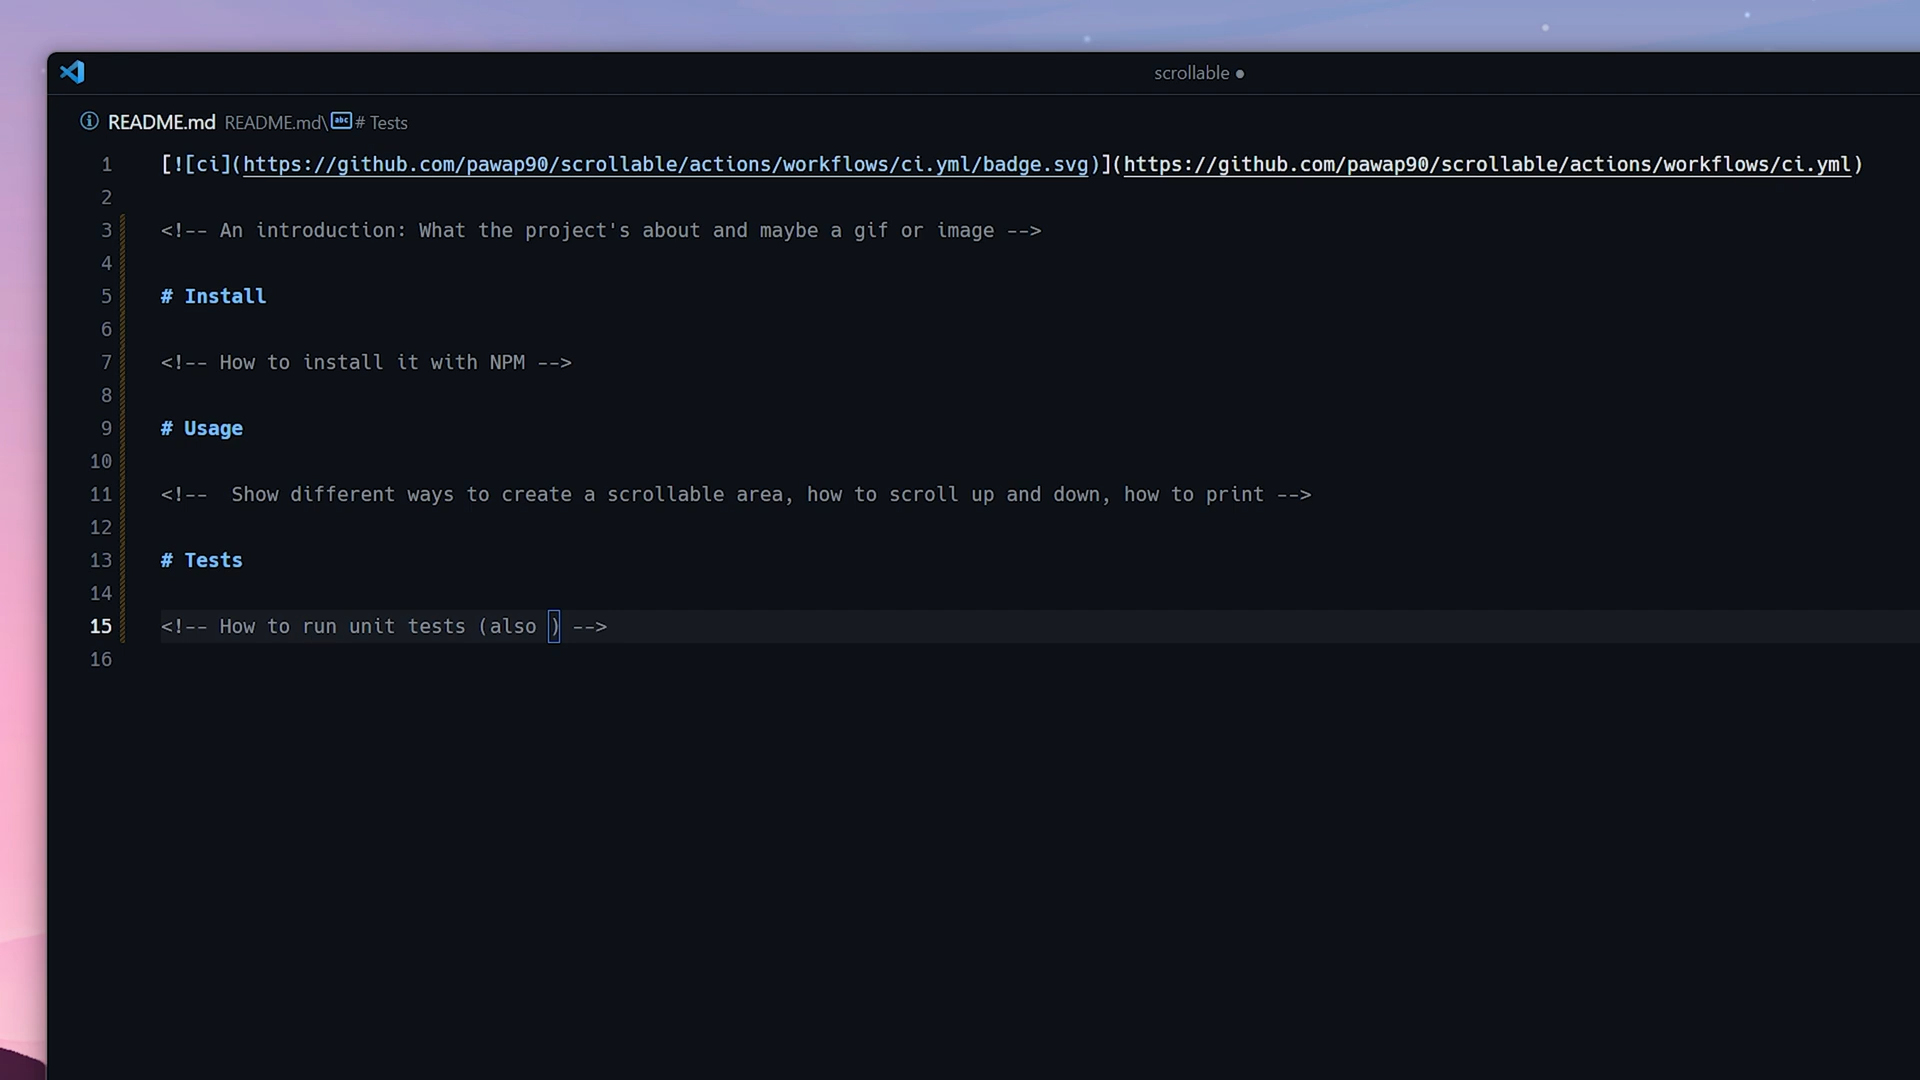 scrollable ●
README.md README.md\ abc # Tests
1 [![ci](https://github.com/pawap90/scrollable/actions/workflows/ci.yml/badge.svg)](https://github.com/pawap90/scrollable/actions/workflows/ci.yml)
2
3 <!-- An introduction: What the project's about and maybe a gif or image -->
4
5 # Install
6
7 <!-- How to install it with NPM -->
8
9 # Usage
10
11 <!--  Show different ways to create a scrollable area, how to scroll up and down, how to print -->
12
13 # Tests
14
15 <!-- How to run unit tests (also ) -->
16